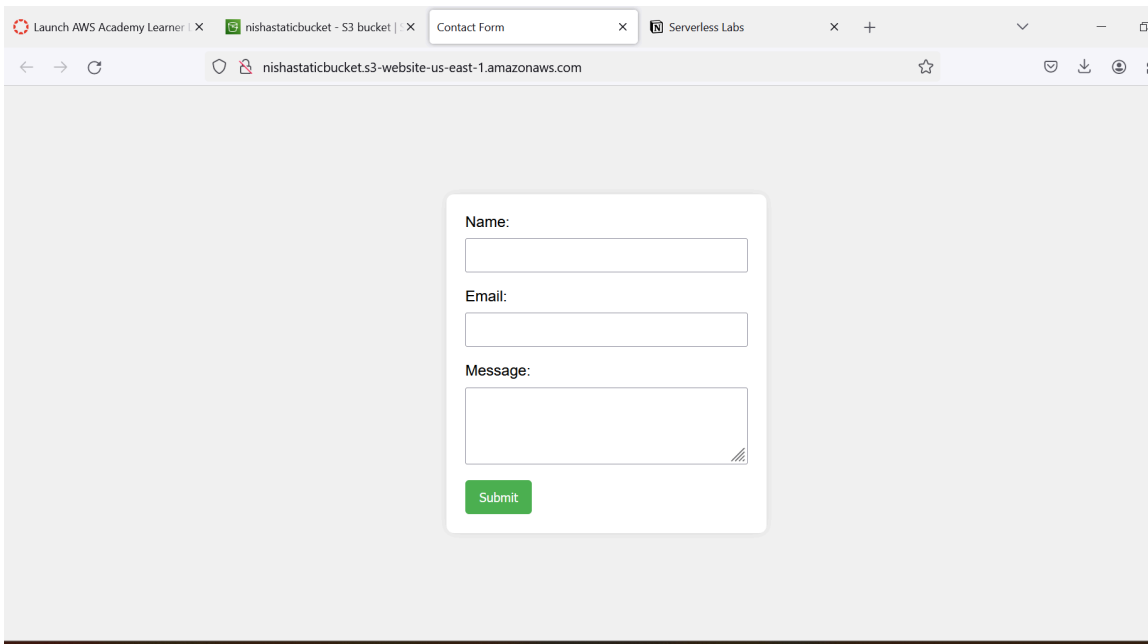 Launch AWS Academy Learner
nishastaticbucket - S3 bucket |
Contact Form
Serverless Labs
nishastaticbucket.s3-website-us-east-1.amazonaws.com
Name:
Email:
Message:
Submit